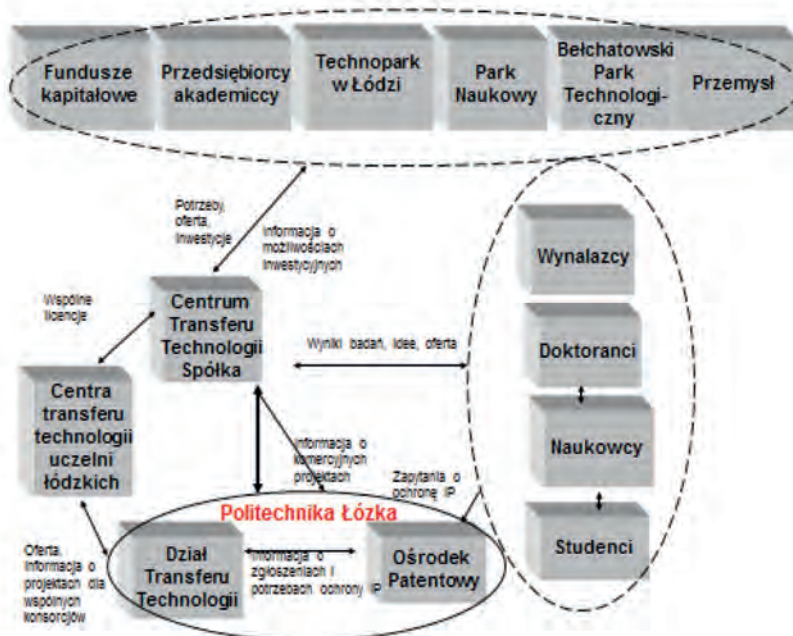 Fundusze
kapitałowe
Przedsiębiorcy
akademiccy
Technopark
w Łodzi
Park
Naukowy
Bełchatowski
Park
Technologi-
czny
Przemysł
Potrzeby,
oferta,
inwestycje
Informacja o
możliwościach
inwestycyjnych
Wspólne
licencje
Centrum
Transferu
Technologii
Spółka
Wyniki badań, idee, oferta
Wynalazcy
Doktoranci
Naukowcy
Studenci
Centra
transferu
technologii
uczelni
łódzkich
Informacja o
komercyjnych
projektach
Zapytania o
ochronę IP
Politechnika Łózka
Oferta,
Informacja o
projektach dla
wspólnych
konsorcjów
Dział
Transferu
Technologii
Informacja o
zgłoszeniach i
potrzebach ochrony IP
Ośrodek
Patentowy